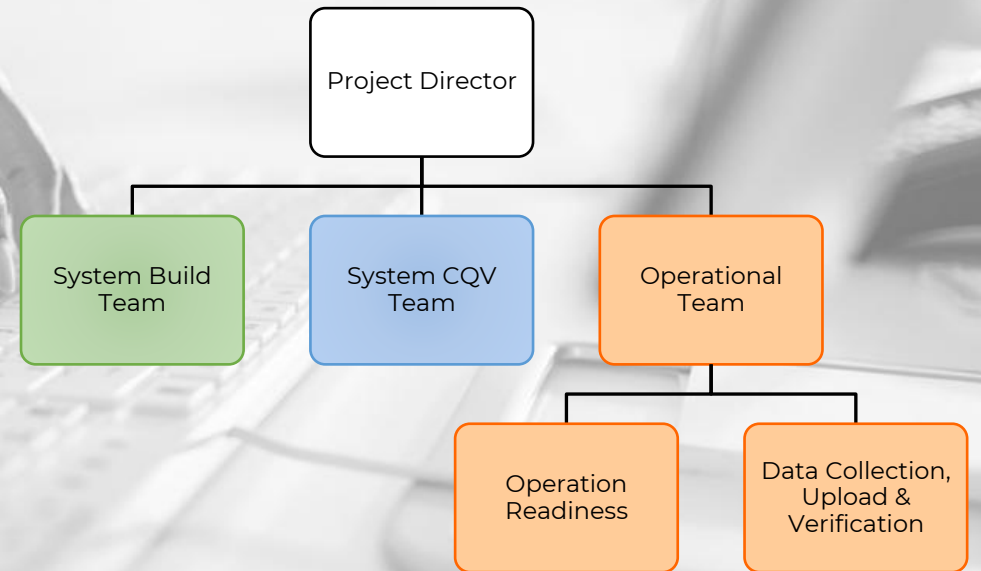 Project Director
System Build
Team
System CQV
Team
Operational
Team
Operation
Readiness
Data Collection,
Upload &
Verification